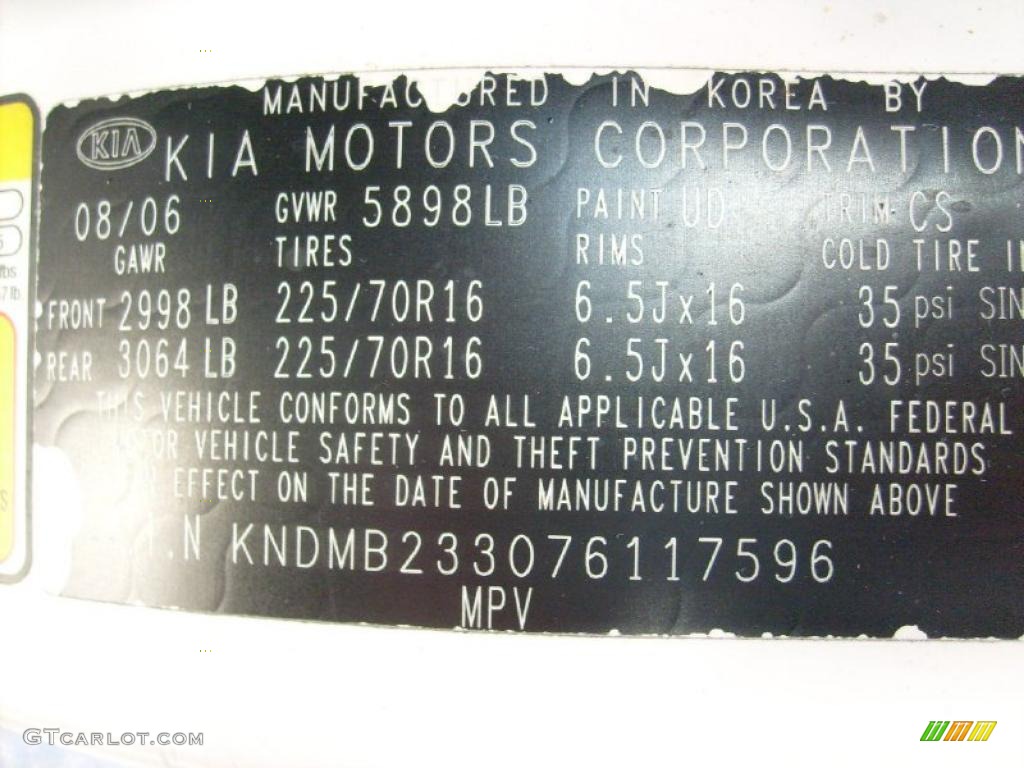 MANUFACTURED IN KOREA BY
KIA KIA MOTORS CORPORATION
08/06 GVWR 5898LB PAINT UD TRIM CS
GAWR TIRES RIMS COLD TIRE
FRONT 2998 LB 225/70R16 6.5Jx16 35 psi SIN
REAR 3064 LB 225/70R16 6.5Jx16 35 psi SIN
THIS VEHICLE CONFORMS TO ALL APPLICABLE U.S.A. FEDERAL
VEHICLE SAFETY AND THEFT PREVENTION STANDARDS
EFFECT ON THE DATE OF MANUFACTURE SHOWN ABOVE
.N KNDMB233076117596
MPV
GTCARLOT.COM